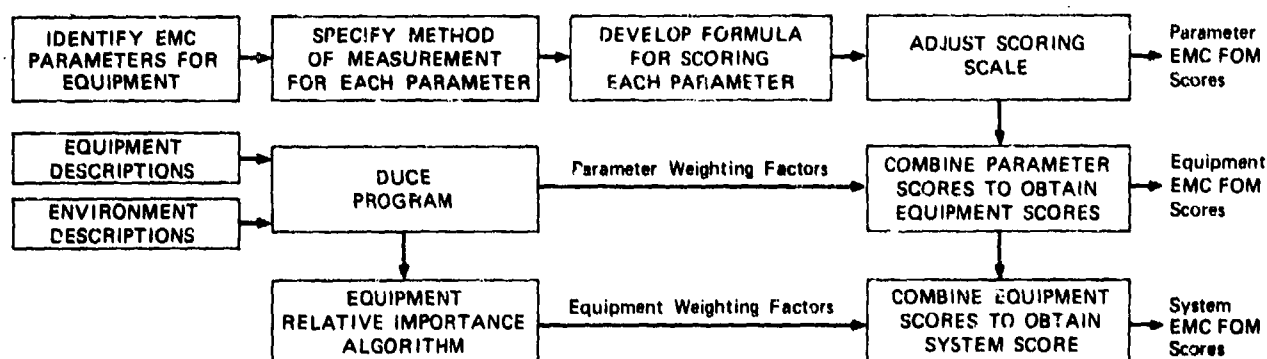 IDENTIFY EMC
PARAMETERS FOR
EQUIPMENT
SPECIFY METHOD
OF MEASUREMENT
FOR EACH PARAMETER
DEVELOP FORMULA
FOR SCORING
EACH PARAMETER
ADJUST SCORING
SCALE
Parameter
EMC FOM
Scores
EQUIPMENT
DESCRIPTIONS
ENVIRONMENT
DESCRIPTIONS
DUCE
PROGRAM
Parameter Weighting Factors
COMBINE PARAMETER
SCORES TO OBTAIN
EQUIPMENT SCORES
Equipment
EMC FOM
Scores
EQUIPMENT
RELATIVE IMPORTANCE
ALGORITHM
Equipment Weighting Factors
COMBINE EQUIPMENT
SCORES TO OBTAIN
SYSTEM SCORE
System
EMC FOM
Scores